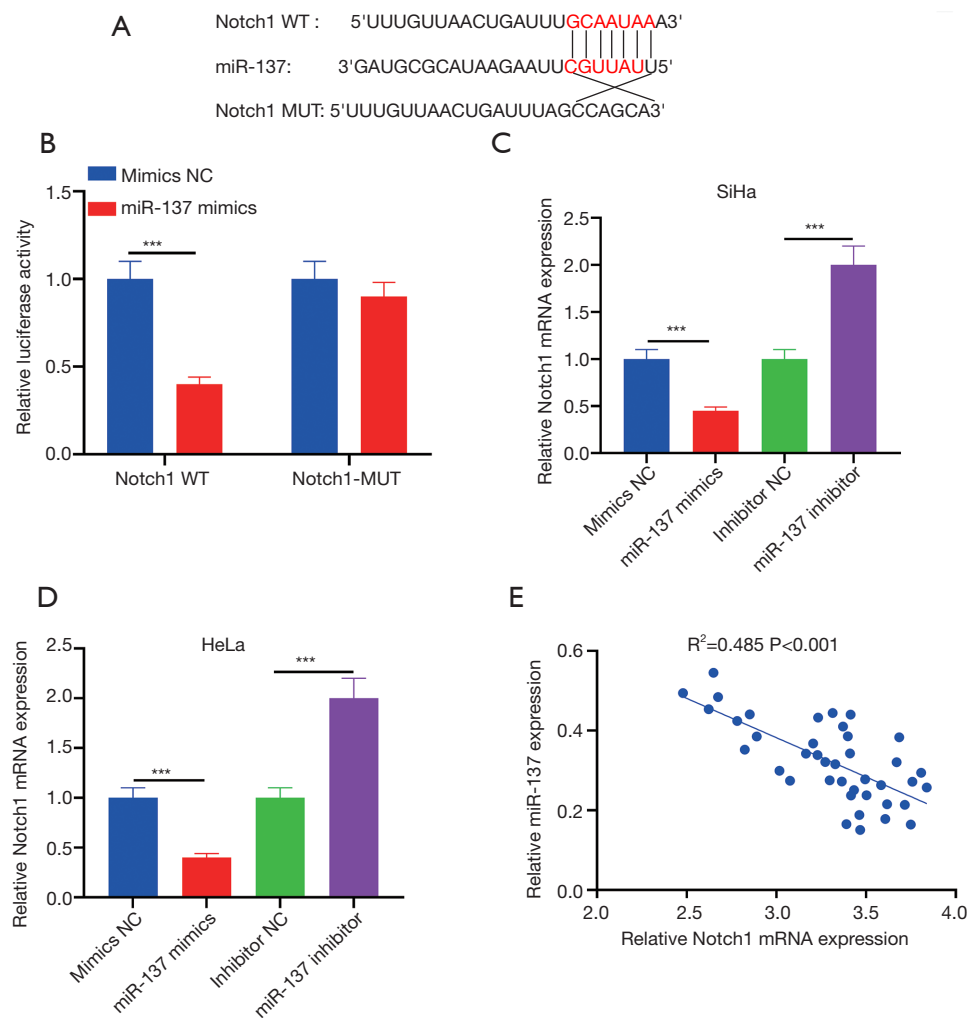 A
Notch1 WT : 5'UUUGUUAACUGAUUUGCAAUAAA3'
miR-137: 3'GAUGCGCAUAAGAAUUCGUUAUU5'
Notch1 MUT: 5'UUUGUUAACUGAUUUAGCCAGCA3'
B
Mimics NC
miR-137 mimics
Relative luciferase activity
1.5
1.0
0.5
0.0
***
Notch1 WT
Notch1-MUT
C
SiHa
Relative Notch1 mRNA expression
2.5
2.0
1.5
1.0
0.5
0.0
***
***
Mimics NC
miR-137 mimics
Inhibitor NC
miR-137 inhibitor
D
HeLa
Relative Notch1 mRNA expression
2.5
2.0
1.5
1.0
0.5
0.0
***
***
Mimics NC
miR-137 mimics
Inhibitor NC
miR-137 inhibitor
E
R²=0.485 P<0.001
Relative miR-137 expression
0.6
0.4
0.2
0.0
2.0 2.5 3.0 3.5 4.0
Relative Notch1 mRNA expression